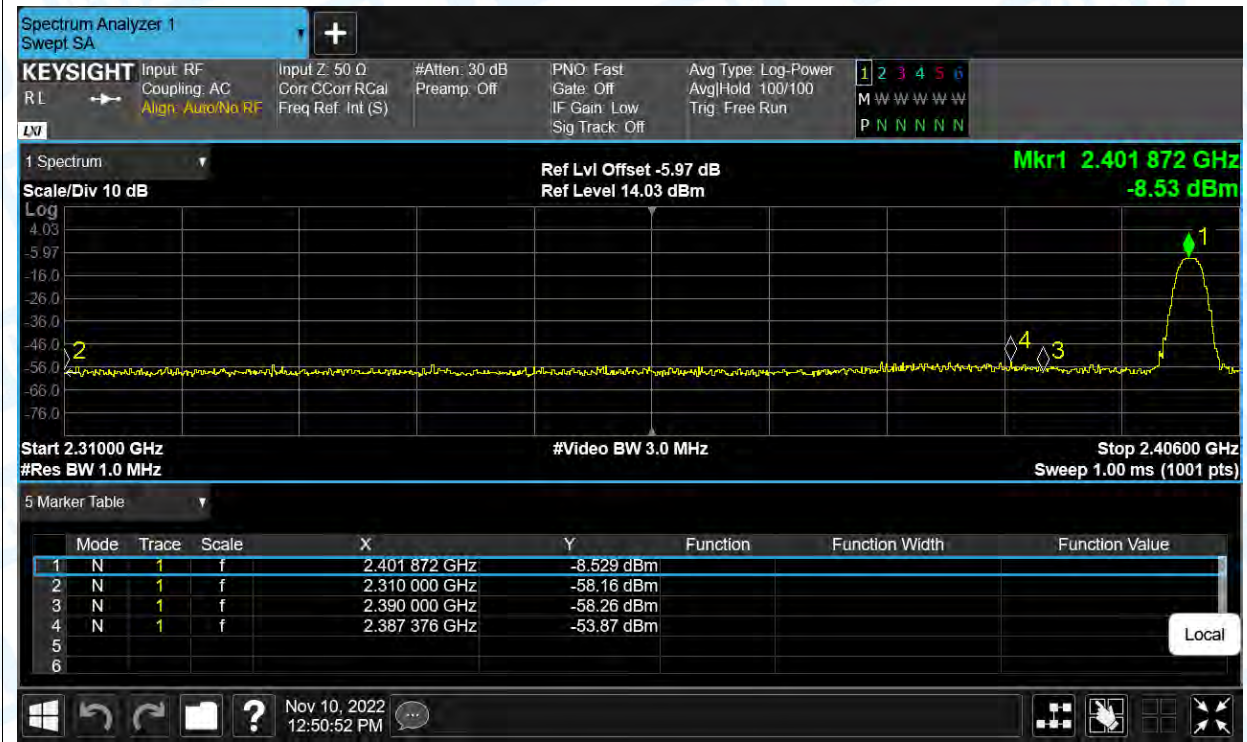 Spectrum Analyzer 1
Swept SA
+
KEYSIGHT
RL
LXI
Input: RF
Coupling: AC
Align: Auto/No RF
Input Z: 50 Ω
Corr CCorr RCal
Freq Ref: Int (S)
#Atten: 30 dB
Preamp: Off
PNO: Fast
Gate: Off
IF Gain: Low
Sig Track: Off
Avg Type: Log-Power
Avg|Hold: 100/100
Trig: Free Run
1 2 3 4 5 6
M W W W W W
P N N N N N
1 Spectrum
Scale/Div 10 dB
Ref Lvl Offset -5.97 dB
Ref Level 14.03 dBm
Mkr1 2.401 872 GHz
-8.53 dBm
Log
4.03
-5.97
-16.0
-26.0
-36.0
-46.0
-56.0
-66.0
-76.0
1
2
4
3
Start 2.31000 GHz
#Res BW 1.0 MHz
#Video BW 3.0 MHz
Stop 2.40600 GHz
Sweep 1.00 ms (1001 pts)
5 Marker Table
Mode Trace Scale X Y Function Function Width Function Value
1 N 1 f 2.401 872 GHz -8.529 dBm
2 N 1 f 2.310 000 GHz -58.16 dBm
3 N 1 f 2.390 000 GHz -58.26 dBm
4 N 1 f 2.387 376 GHz -53.87 dBm
5
6
Local
?
Nov 10, 2022
12:50:52 PM